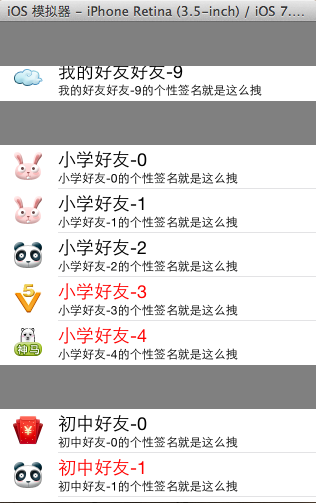 iOS 模拟器 – iPhone Retina (3.5-inch) / iOS 7....
我的好友好友-9
我的好友好友-9的个性签名就是这么拽
小学好友-0
小学好友-0的个性签名就是这么拽
小学好友-1
小学好友-1的个性签名就是这么拽
小学好友-2
小学好友-2的个性签名就是这么拽
5
小学好友-3
小学好友-3的个性签名就是这么拽
神马
小学好友-4
小学好友-4的个性签名就是这么拽
¥
初中好友-0
初中好友-0的个性签名就是这么拽
初中好友-1
初中好友-1的个性签名就是这么拽